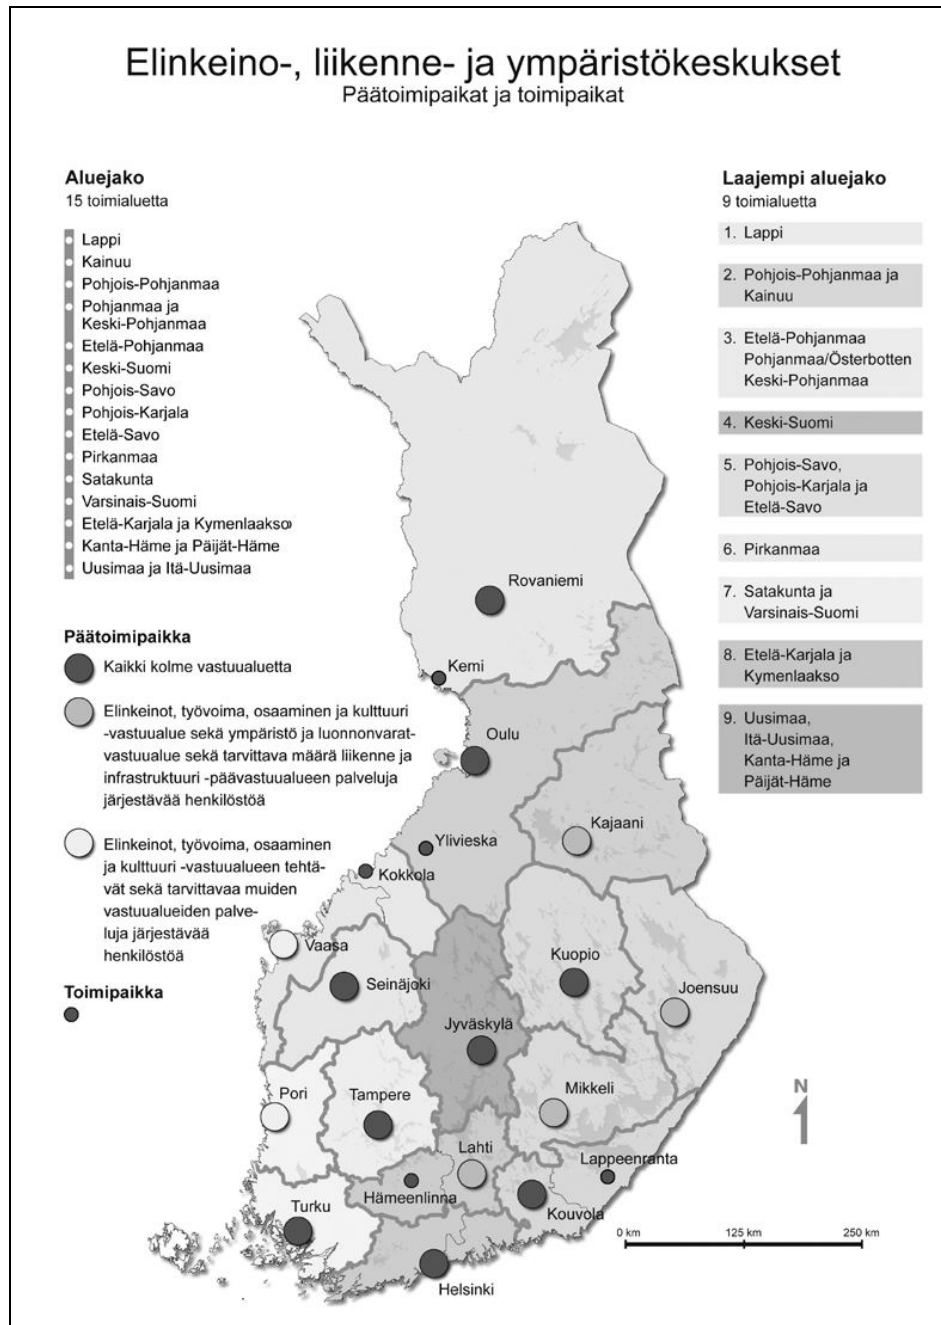 Elinkeino-, liikenne- ja ympäristökeskukset
Päätoimipaikat ja toimipaikat
Aluejako
15 toimialuetta
Lappi
Kainuu
Pohjois-Pohjanmaa
Pohjanmaa ja
Keski-Pohjanmaa
Etelä-Pohjanmaa
Keski-Suomi
Pohjois-Savo
Pohjois-Karjala
Etelä-Savo
Pirkanmaa
Satakunta
Varsinais-Suomi
Etelä-Karjala ja Kymenlaakso
Kanta-Häme ja Päijät-Häme
Uusimaa ja Itä-Uusimaa
Päätoimipaikka
Kaikki kolme vastuualuetta
Elinkeinot, työvoima, osaaminen ja kulttuuri
-vastuualue sekä ympäristö ja luonnonvarat-
vastuualue sekä tarvittava määrä liikenne ja
infrastruktuuri -päävastuualueen palveluja
järjestävää henkilöstöä
Elinkeinot, työvoima, osaaminen
ja kulttuuri -vastuualueen tehtä-
vät sekä tarvittavaa muiden
vastuualueiden palve-
luja järjestävää
henkilöstöä
Toimipaikka
Laajempi aluejako
9 toimialuetta
1. Lappi
2. Pohjois-Pohjanmaa ja
Kainuu
3. Etelä-Pohjanmaa
Pohjanmaa/Österbotten
Keski-Pohjanmaa
4. Keski-Suomi
5. Pohjois-Savo,
Pohjois-Karjala ja
Etelä-Savo
6. Pirkanmaa
7. Satakunta ja
Varsinais-Suomi
8. Etelä-Karjala ja
Kymenlaakso
9. Uusimaa,
Itä-Uusimaa,
Kanta-Häme ja
Päijät-Häme
Rovaniemi
Kemi
Oulu
Kajaani
Ylivieska
Kokkola
Vaasa
Seinäjoki
Kuopio
Joensuu
Jyväskylä
Pori
Tampere
Mikkeli
Lahti
Lappeenranta
Hämeenlinna
Kouvola
Turku
Helsinki
N
0 km
125 km
250 km